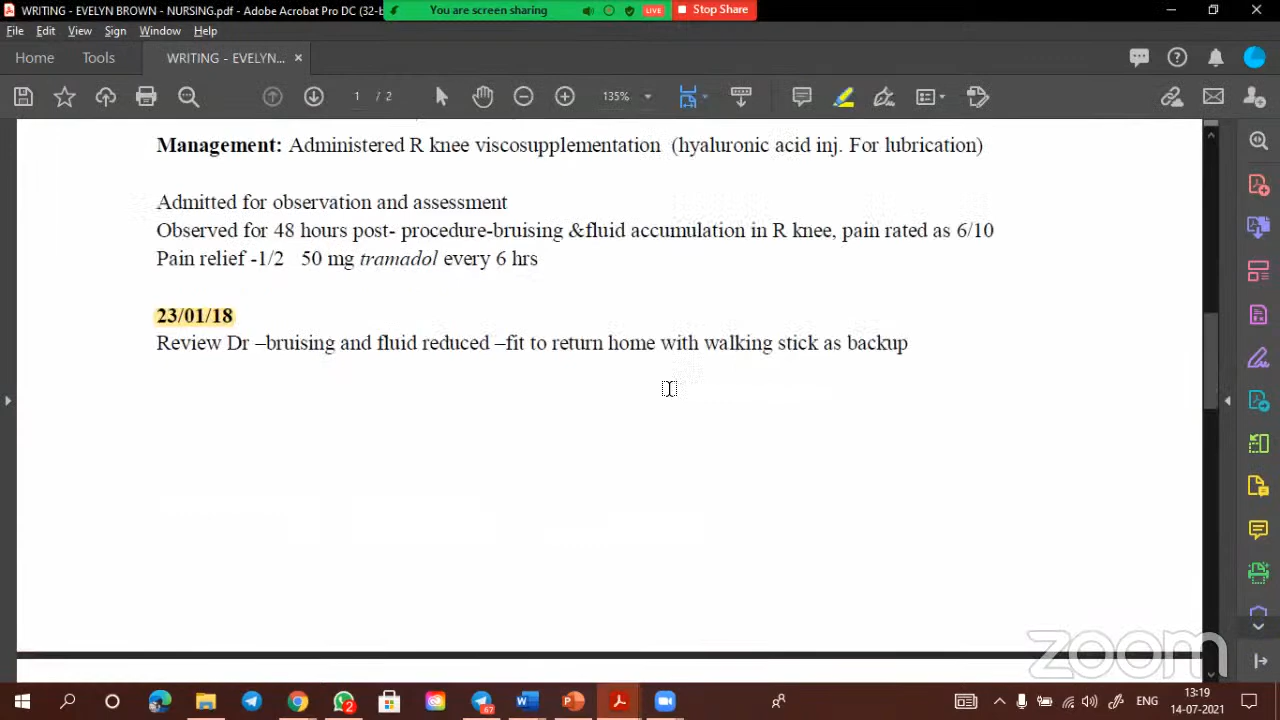 WRITING - EVELYN BROWN - NURSING.pdf - Adobe Acrobat Pro DC (32-b
You are screen sharing
LIVE
Stop Share
File Edit View Sign Window Help
Home Tools WRITING - EVELYN... ×
1 / 2 135%
Management: Administered R knee viscosupplementation (hyaluronic acid inj. For lubrication)
Admitted for observation and assessment
Observed for 48 hours post- procedure-bruising &fluid accumulation in R knee, pain rated as 6/10
Pain relief -1/2 50 mg tramadol every 6 hrs
23/01/18
Review Dr –bruising and fluid reduced –fit to return home with walking stick as backup
zoom
2
67
ENG
13:19
14-07-2021